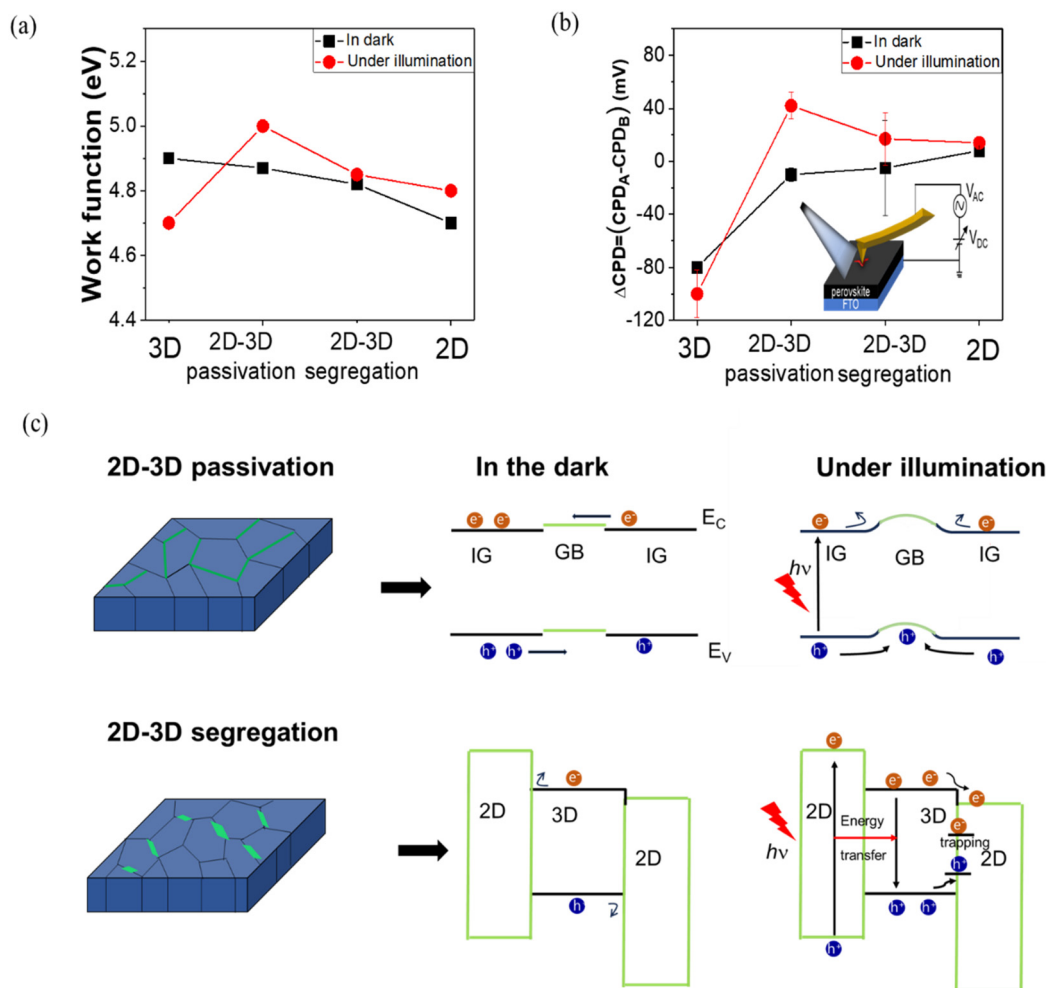 (a)
In dark
Under illumination
Work function (eV)
5.2
5.0
4.8
4.6
4.4
3D
2D-3D
passivation
2D-3D
segregation
2D
(b)
In dark
Under illumination
ΔCPD=(CPD_A-CPD_B) (mV)
80
40
0
-40
-80
-120
V_AC
V_DC
perovskite
FTO
3D
2D-3D
passivation
2D-3D
segregation
2D
(c)
2D-3D passivation
In the dark
Under illumination
e⁻ e⁻ e⁻ E_C
IG GB IG
h⁺ h⁺ h⁺ E_V
e⁻ e⁻
IG GB IG
hν
h⁺ h⁺ h⁺
2D-3D segregation
2D
e⁻
3D
2D
h
e⁻
2D
e⁻ e⁻ e⁻
3D
Energy
transfer
hν
e⁻
trapping
h⁺
2D
h⁺ h⁺
h⁺